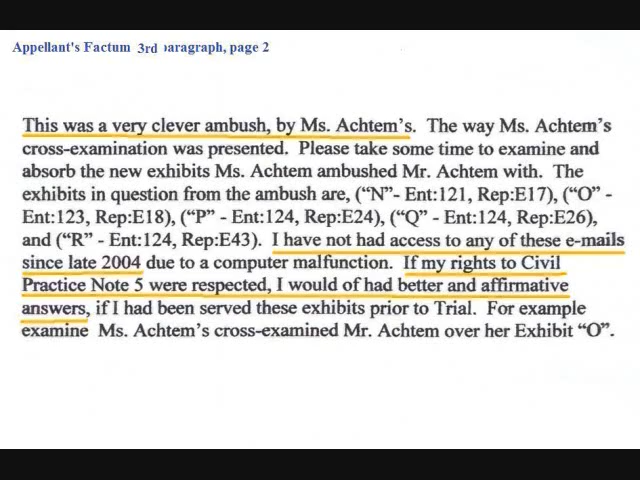 Appellant's Factum 3rd paragraph, page 2
This was a very clever ambush, by Ms. Achtem's. The way Ms. Achtem's
cross-examination was presented. Please take some time to examine and
absorb the new exhibits Ms. Achtem ambushed Mr. Achtem with. The
exhibits in question from the ambush are, (“N”- Ent:121, Rep:E17), (“O” -
Ent:123, Rep:E18), (“P” - Ent:124, Rep:E24), (“Q” - Ent:124, Rep:E26),
and (“R” - Ent:124, Rep:E43). I have not had access to any of these e-mails
since late 2004 due to a computer malfunction. If my rights to Civil
Practice Note 5 were respected, I would of had better and affirmative
answers, if I had been served these exhibits prior to Trial. For example
examine Ms. Achtem's cross-examined Mr. Achtem over her Exhibit “O”.